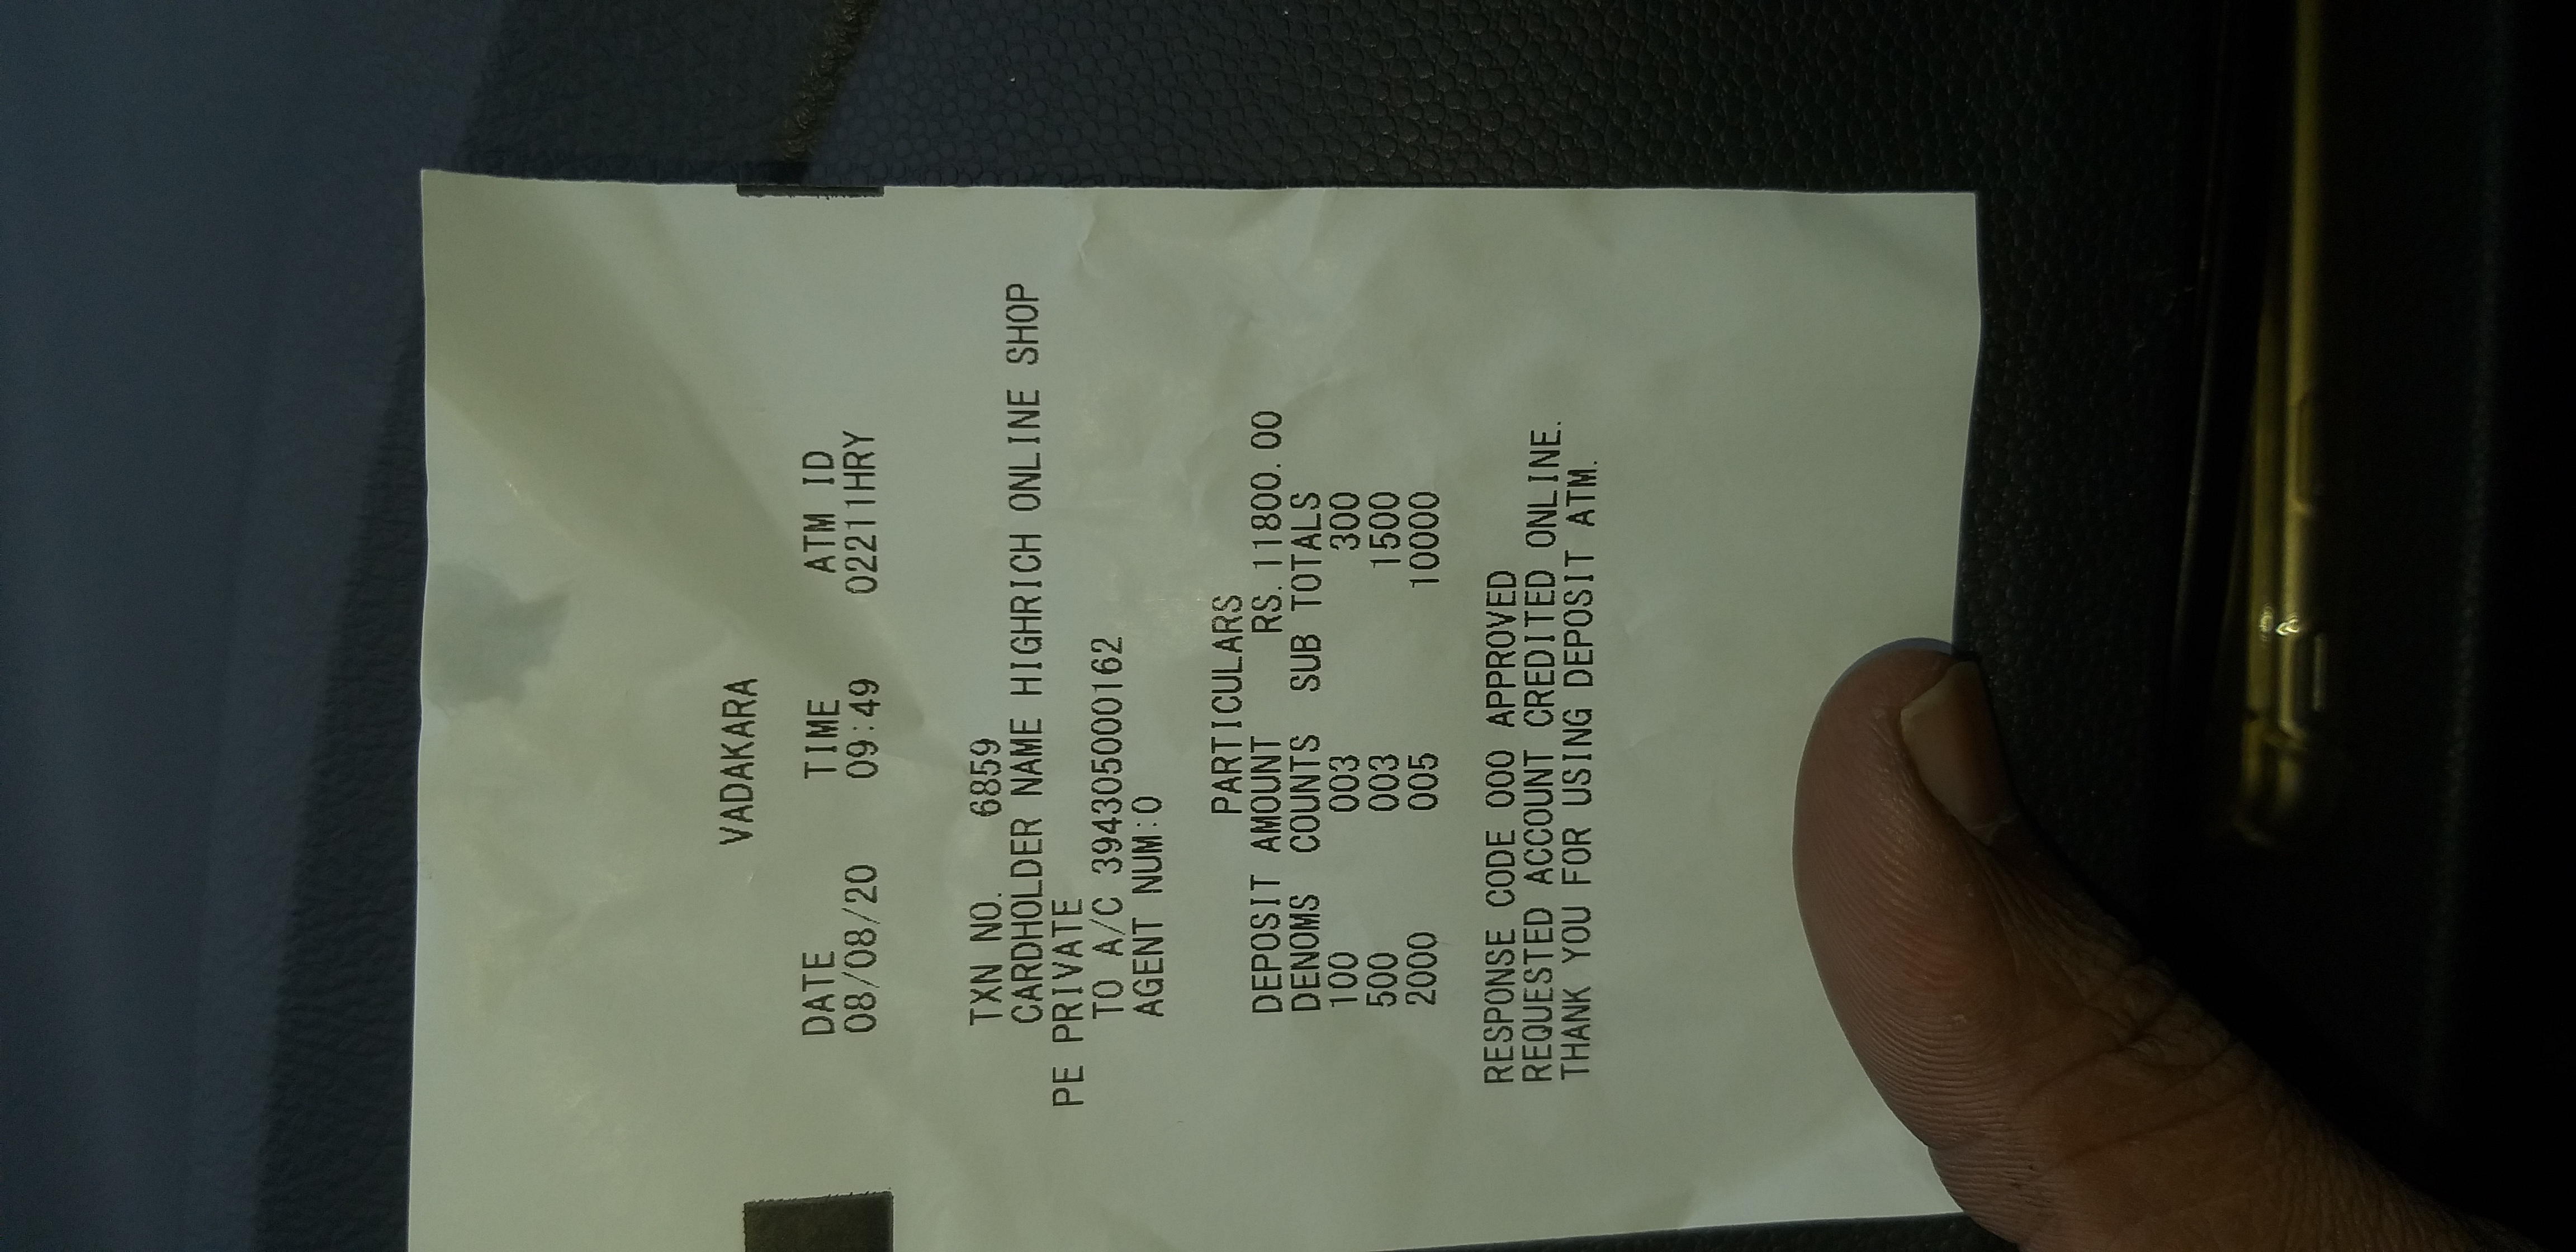 VADAKARA
DATE TIME ATM ID
08/08/20 09:49 02211HRY
TXN NO. 6859
CARDHOLDER NAME HIGHRICH ONLINE SHOP
PE PRIVATE
TO A/C 394305000162
AGENT NUM:0
PARTICULARS
DEPOSIT AMOUNT RS. 11800.00
DENOMS COUNTS SUB TOTALS
100 003 300
500 003 1500
2000 005 10000
RESPONSE CODE 000 APPROVED
REQUESTED ACCOUNT CREDITED ONLINE.
THANK YOU FOR USING DEPOSIT ATM.